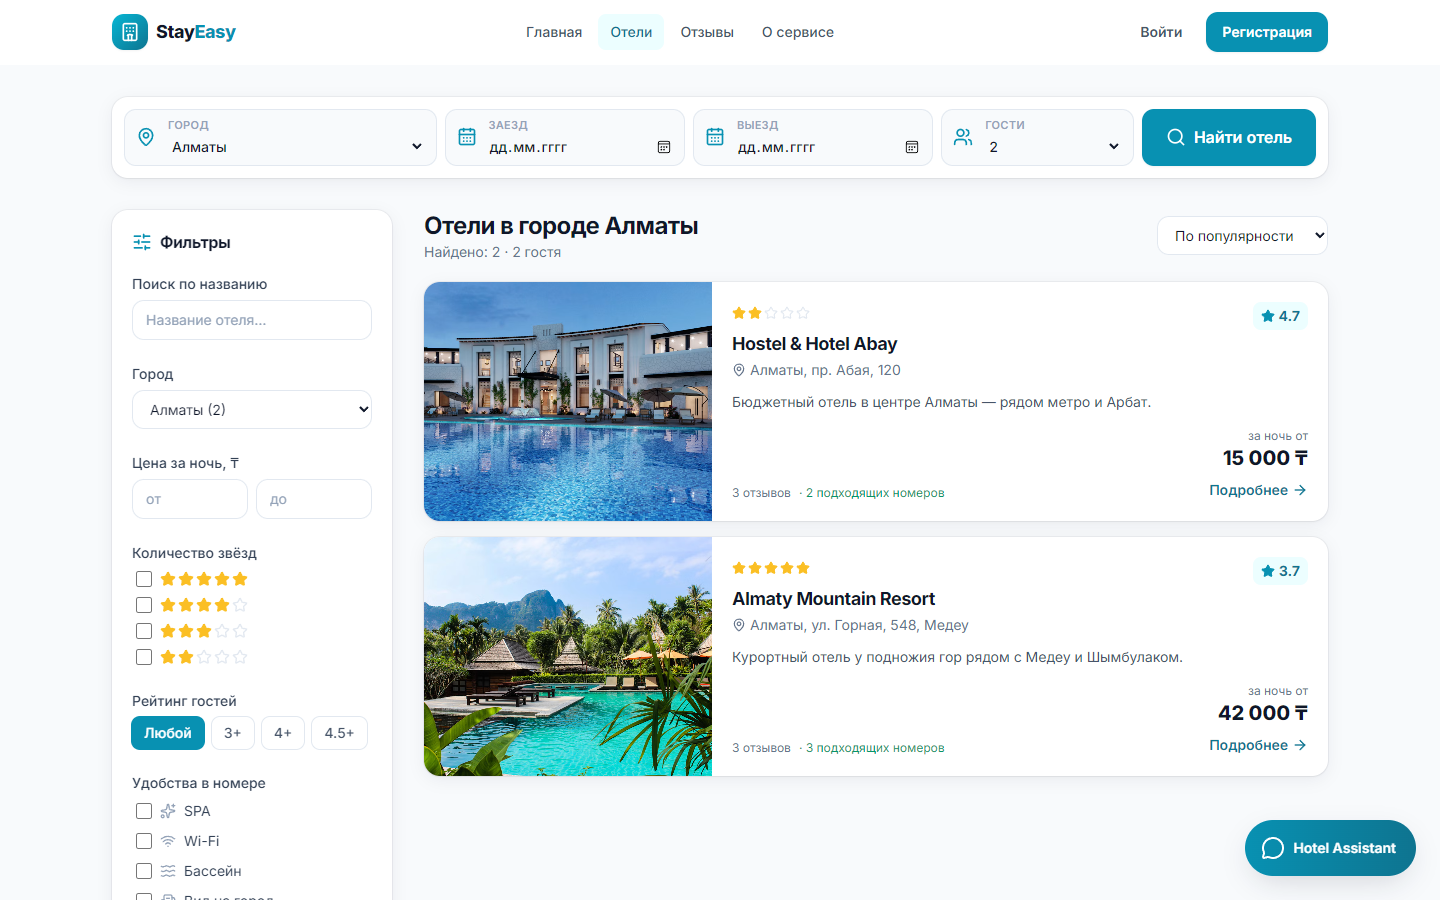 StayEasy
Главная
Отели
Отзывы
О сервисе
Войти
Регистрация
ГОРОД
Алматы
ЗАЕЗД
дд.мм.гггг
ВЫЕЗД
дд.мм.гггг
ГОСТИ
2
Найти отель
Фильтры
Поиск по названию
Название отеля...
Город
Алматы (2)
Цена за ночь, ₸
от
до
Количество звёзд
Рейтинг гостей
Любой
3+
4+
4.5+
Удобства в номере
SPA
Wi-Fi
Бассейн
Вид на город
Отели в городе Алматы
Найдено: 2 · 2 гостя
По популярности
4.7
Hostel & Hotel Abay
Алматы, пр. Абая, 120
Бюджетный отель в центре Алматы — рядом метро и Арбат.
за ночь от
15 000 ₸
3 отзывов · 2 подходящих номеров
Подробнее
3.7
Almaty Mountain Resort
Алматы, ул. Горная, 548, Медеу
Курортный отель у подножия гор рядом с Медеу и Шымбулаком.
за ночь от
42 000 ₸
3 отзывов · 3 подходящих номеров
Подробнее
Hotel Assistant